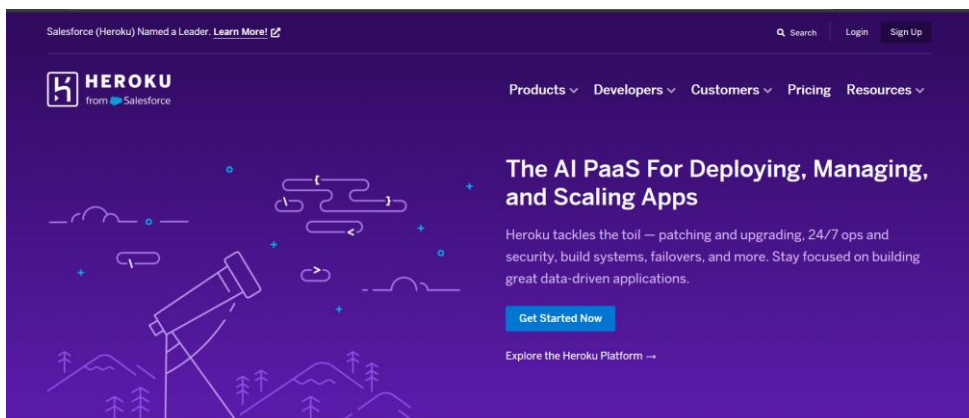 Salesforce (Heroku) Named a Leader. Learn More!
Search
Login
Sign Up
HEROKU
from Salesforce
Products
Developers
Customers
Pricing
Resources
The AI PaaS For Deploying, Managing,
and Scaling Apps
Heroku tackles the toil — patching and upgrading, 24/7 ops and
security, build systems, failovers, and more. Stay focused on building
great data-driven applications.
Get Started Now
Explore the Heroku Platform →